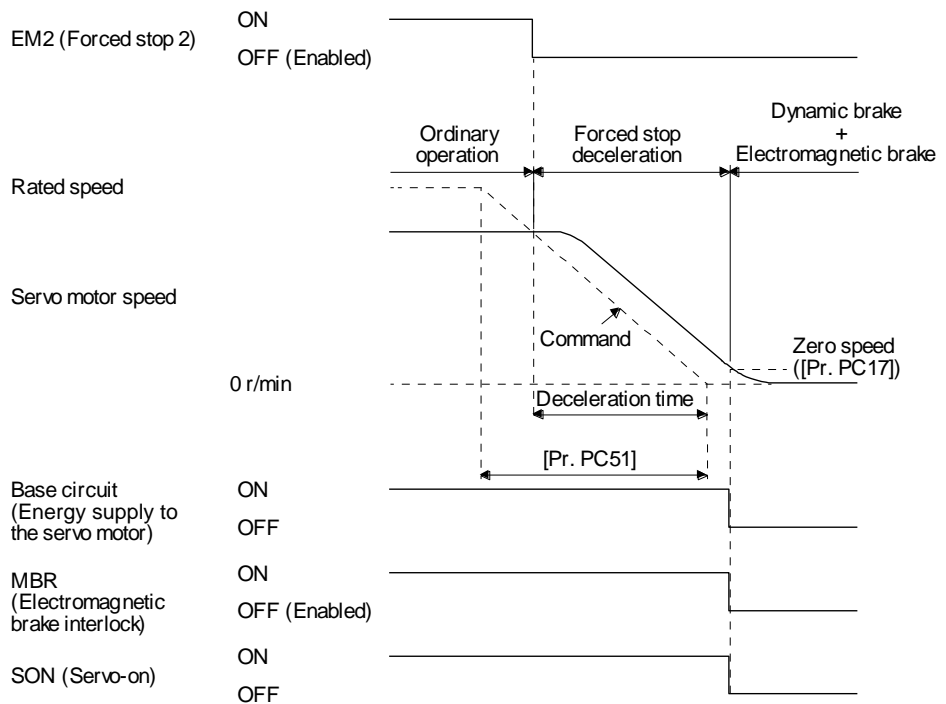 EM2 (Forced stop 2)
ON
OFF (Enabled)
Ordinary
operation
Forced stop
deceleration
Dynamic brake
+
Electromagnetic brake
Rated speed
Servo motor speed
Command
Zero speed
([Pr. PC17])
0 r/min
Deceleration time
[Pr. PC51]
Base circuit
(Energy supply to
the servo motor)
ON
OFF
MBR
(Electromagnetic
brake interlock)
ON
OFF (Enabled)
SON (Servo-on)
ON
OFF